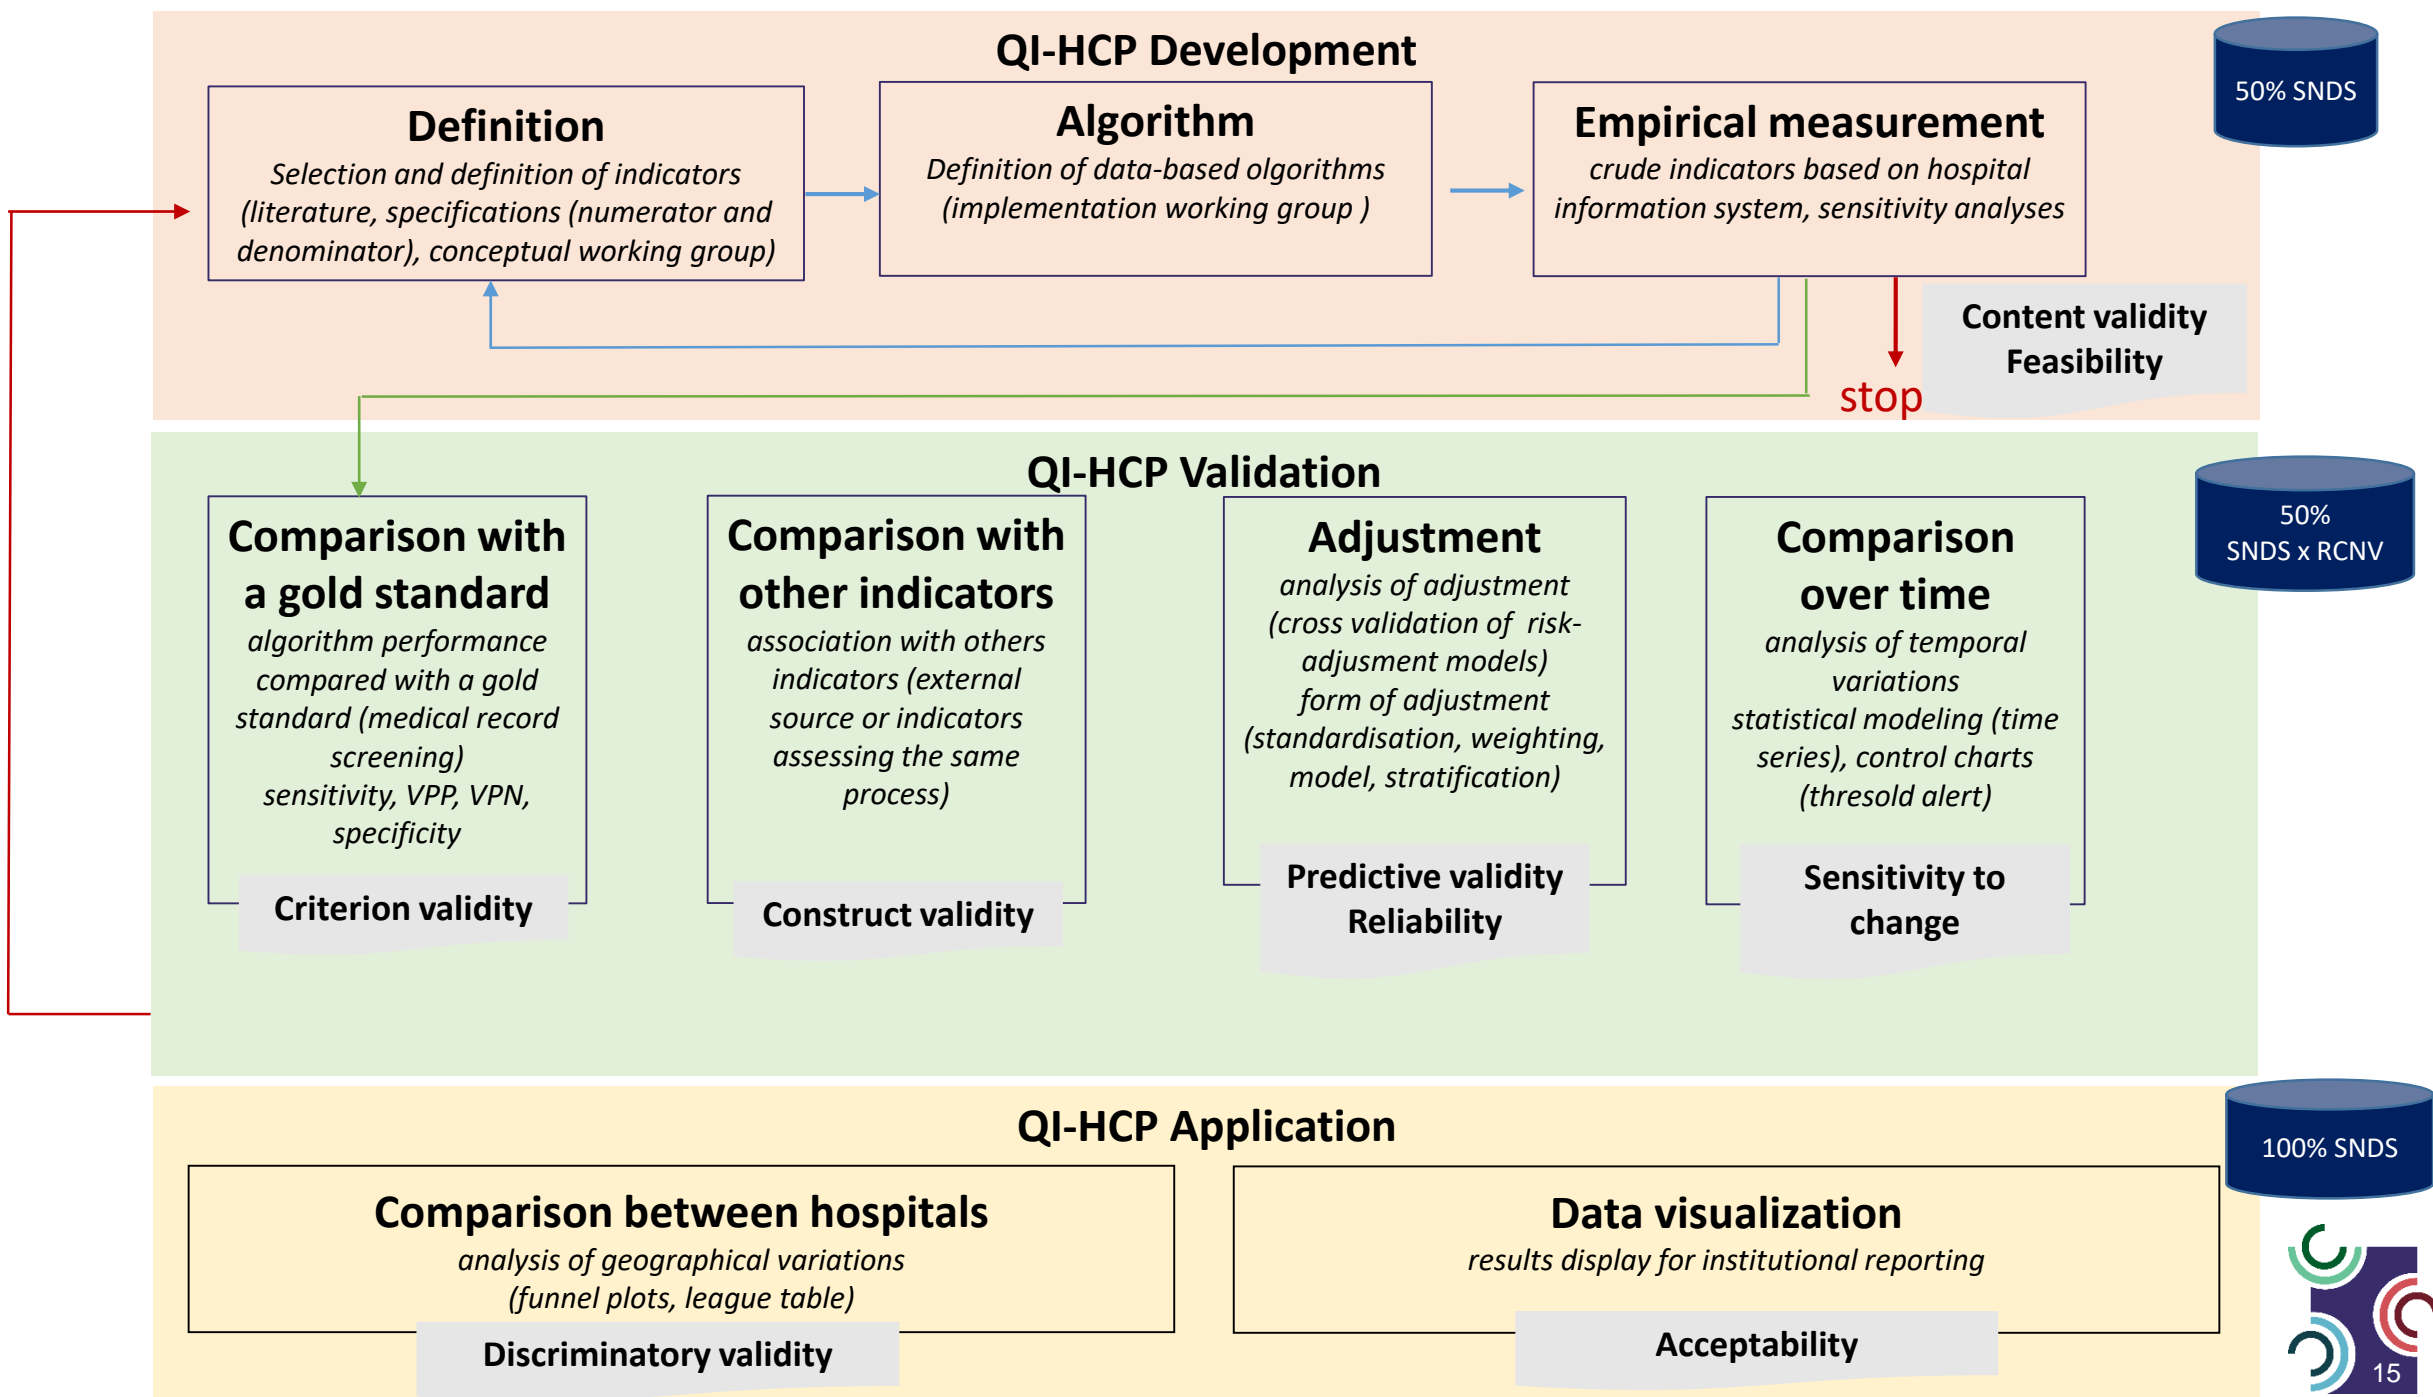 QI-HCP Development
50% SNDS
Definition
Selection and definition of indicators
(literature, specifications (numerator and
denominator), conceptual working group)
Algorithm
Definition of data-based olgorithms
(implementation working group )
Empirical measurement
crude indicators based on hospital
information system, sensitivity analyses
Content validity
Feasibility
stop
QI-HCP Validation
50%
SNDS x RCNV
Comparison with
a gold standard
algorithm performance
compared with a gold
standard (medical record
screening)
sensitivity, VPP, VPN,
specificity
Criterion validity
Comparison with
other indicators
association with others
indicators (external
source or indicators
assessing the same
process)
Construct validity
Adjustment
analysis of adjustment
(cross validation of risk-
adjusment models)
form of adjustment
(standardisation, weighting,
model, stratification)
Predictive validity
Reliability
Comparison
over time
analysis of temporal
variations
statistical modeling (time
series), control charts
(thresold alert)
Sensitivity to
change
QI-HCP Application
100% SNDS
Comparison between hospitals
analysis of geographical variations
(funnel plots, league table)
Discriminatory validity
Data visualization
results display for institutional reporting
Acceptability
15